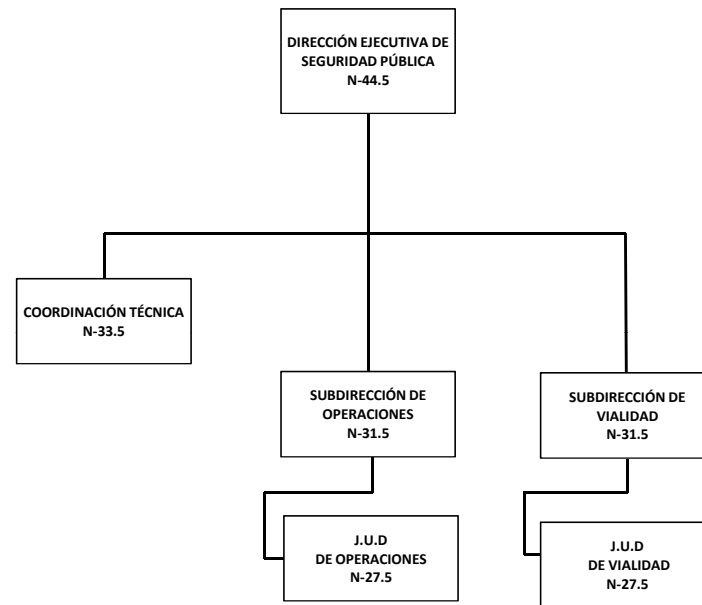 DIRECCIÓN EJECUTIVA DE
SEGURIDAD PÚBLICA
N-44.5
COORDINACIÓN TÉCNICA
N-33.5
SUBDIRECCIÓN DE
OPERACIONES
N-31.5
SUBDIRECCIÓN DE
VIALIDAD
N-31.5
J.U.D
DE OPERACIONES
N-27.5
J.U.D
DE VIALIDAD
N-27.5